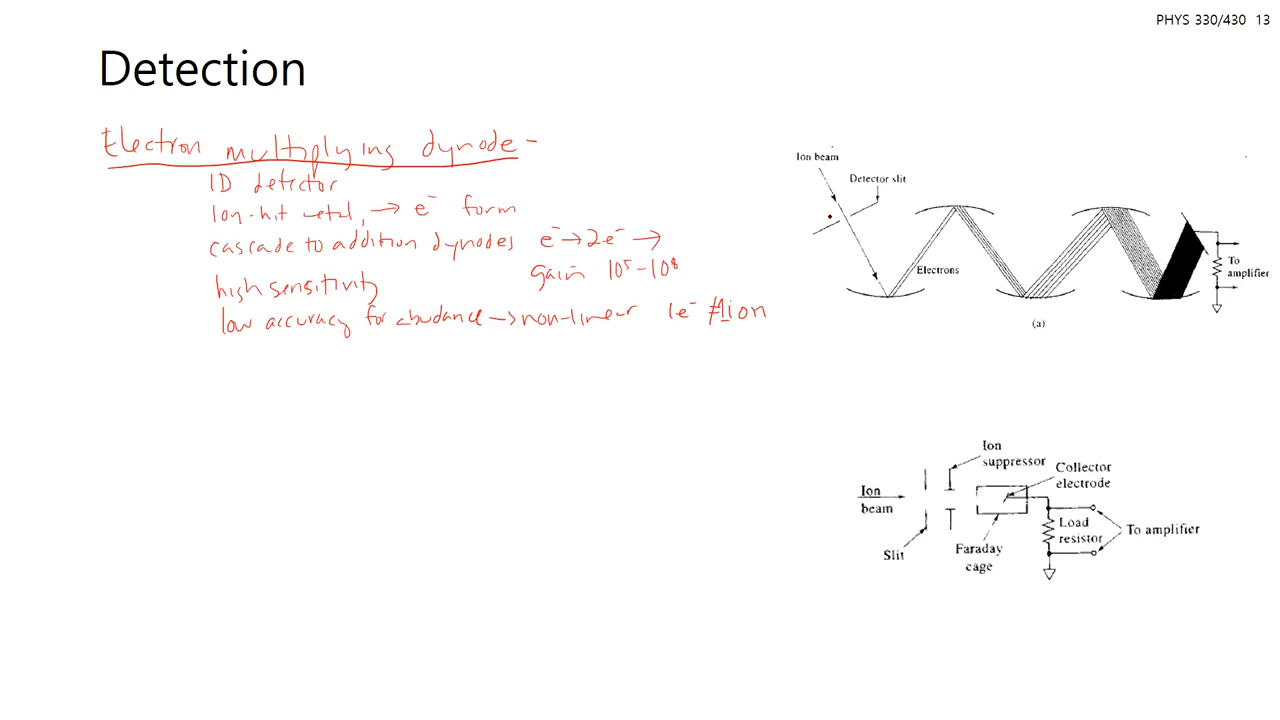 PHYS 330/430 13
Detection
Electron multiplying dynode -
1D detector
Ion hit metal, → e⁻ form
cascade to addition dynodes e⁻ → 2e⁻ →
gain 10⁵-10⁸
high sensitivity
low accuracy for abudance → non-linear 1e⁻ ≠ 1ion
Ion beam
Detector slit
Electrons
To
amplifier
(a)
Ion
suppressor
Collector
electrode
Ion
beam
Slit
Faraday
cage
Load
resistor
To amplifier